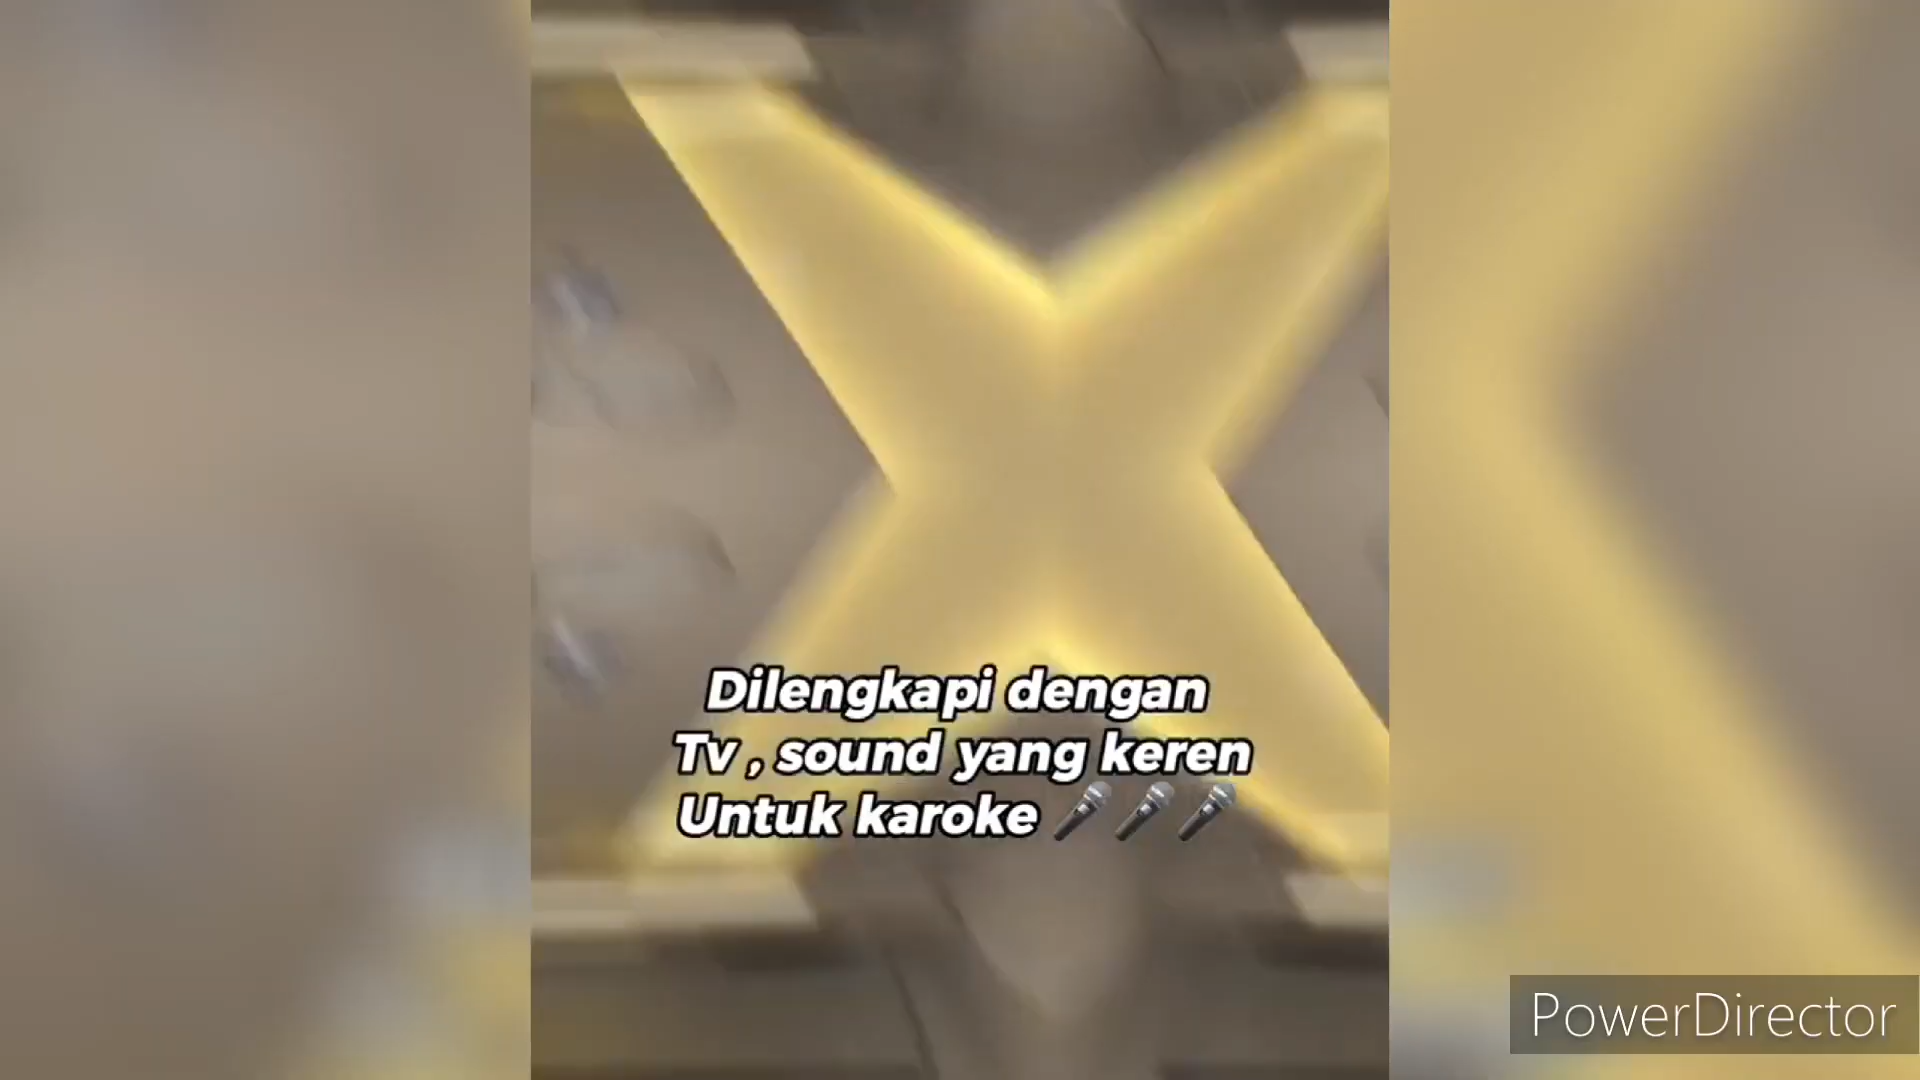 Dilengkapi dengan
Tv , sound yang keren
Untuk karoke 🎤🎤🎤
PowerDirector